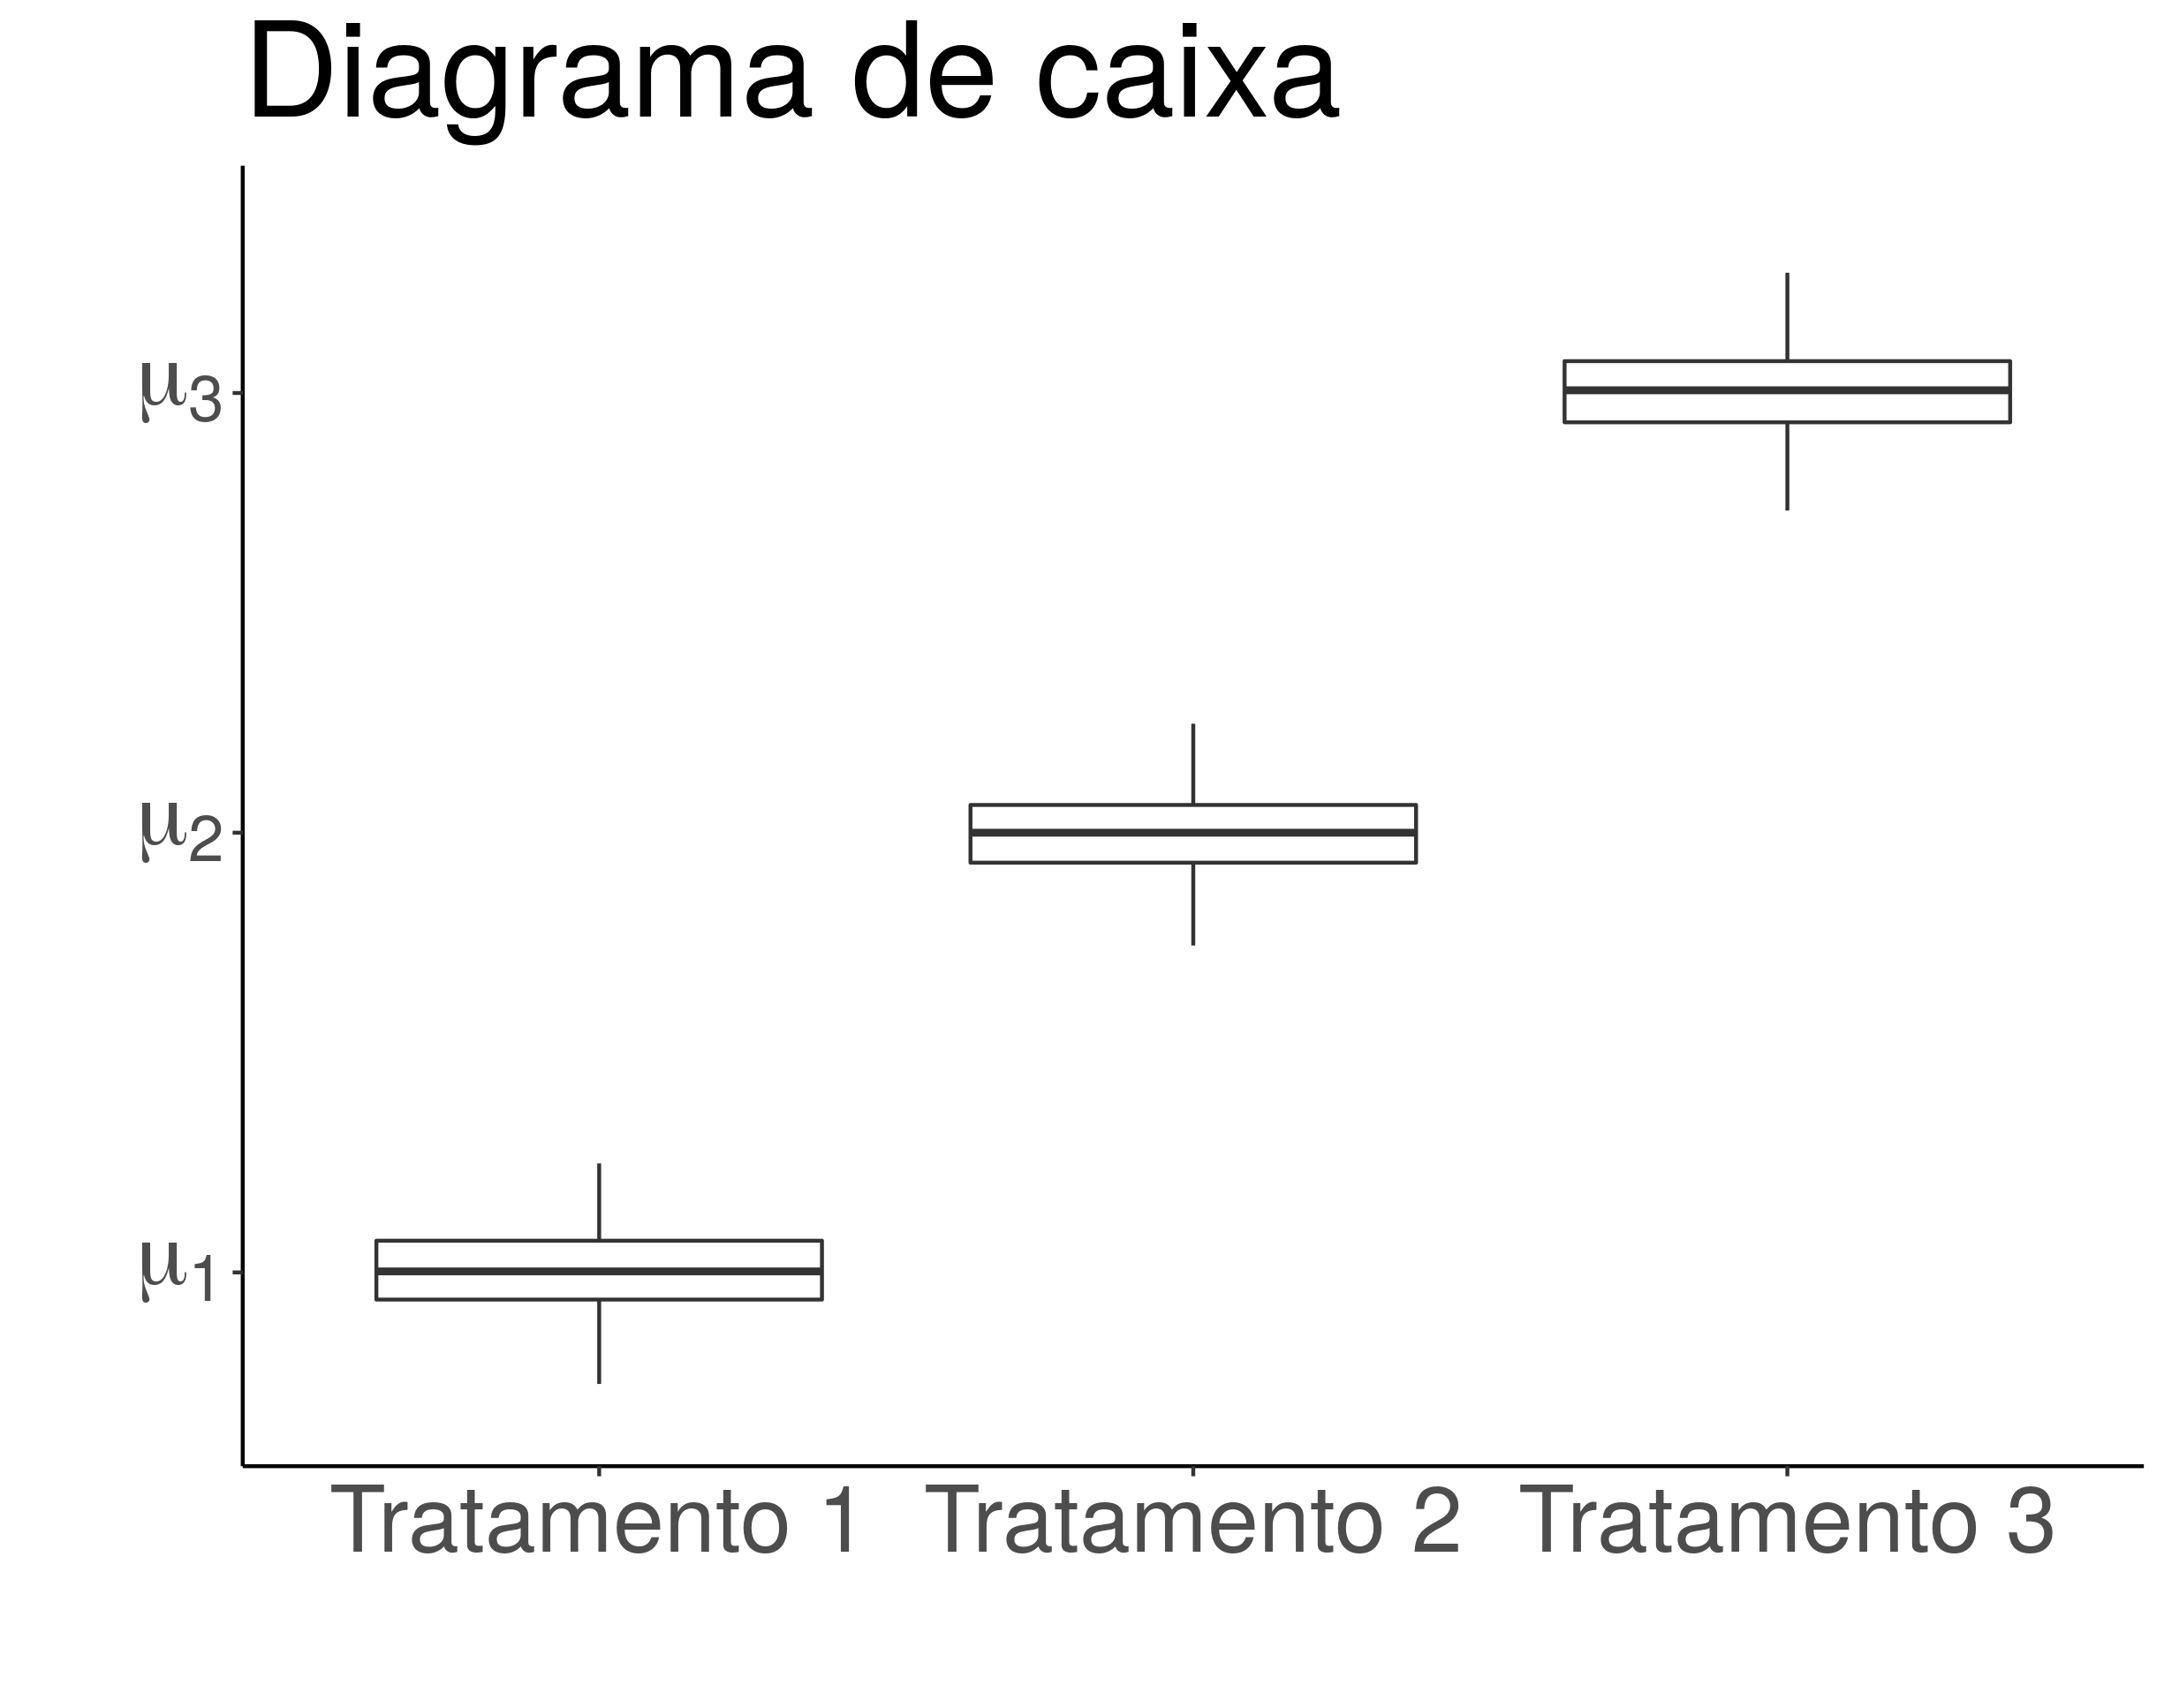 Diagrama de caixa
μ3
μ2
μ1
Tratamento 1 Tratamento 2 Tratamento 3